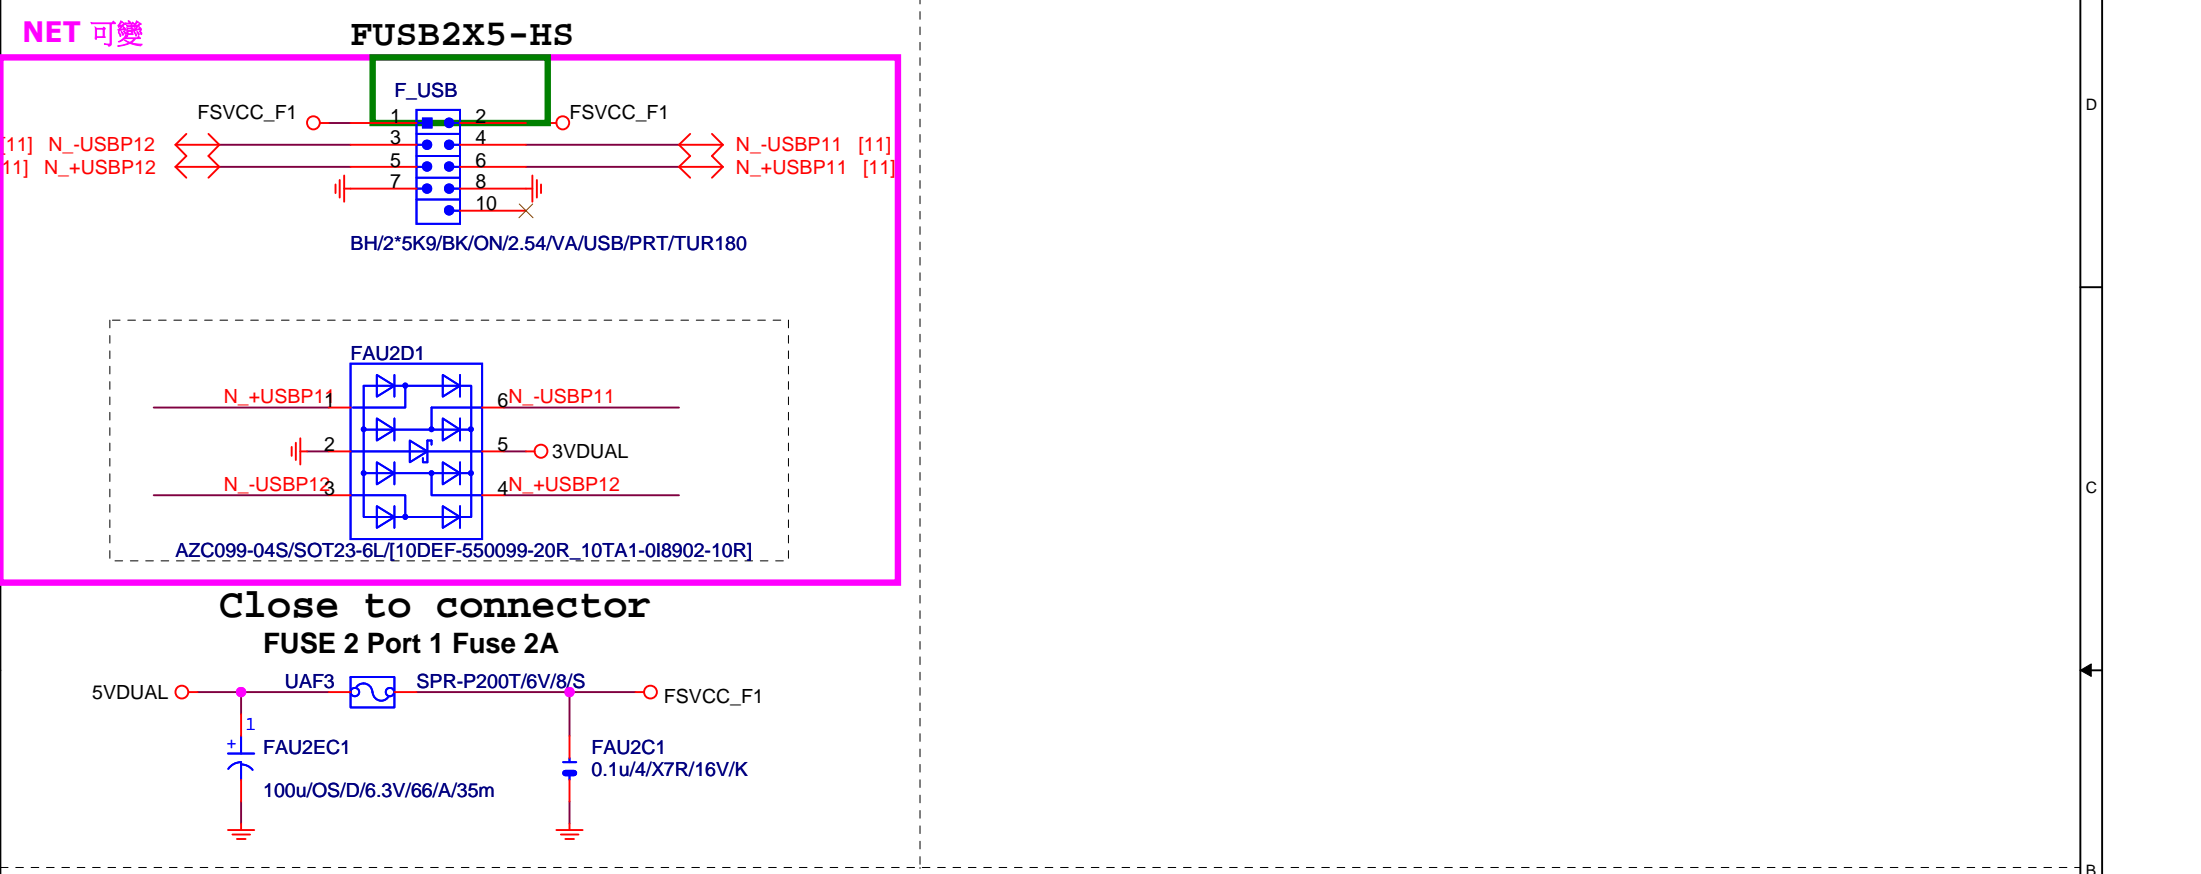 NET 可變
FUSB2X5-HS
F_USB
FSVCC_F1 1 2 FSVCC_F1
[11] N_-USBP12 3 4 N_-USBP11 [11]
11] N_+USBP12 5 6 N_+USBP11 [11]
7 8
10
BH/2*5K9/BK/ON/2.54/VA/USB/PRT/TUR180
FAU2D1
N_+USBP11 1 6 N_-USBP11
2 5 3VDUAL
N_-USBP12 3 4 N_+USBP12
AZC099-04S/SOT23-6L/[10DEF-550099-20R_10TA1-0I8902-10R]
Close to connector
FUSE 2 Port 1 Fuse 2A
5VDUAL UAF3 SPR-P200T/6V/8/S FSVCC_F1
1
+ FAU2EC1
100u/OS/D/6.3V/66/A/35m
FAU2C1
0.1u/4/X7R/16V/K
D
C
B